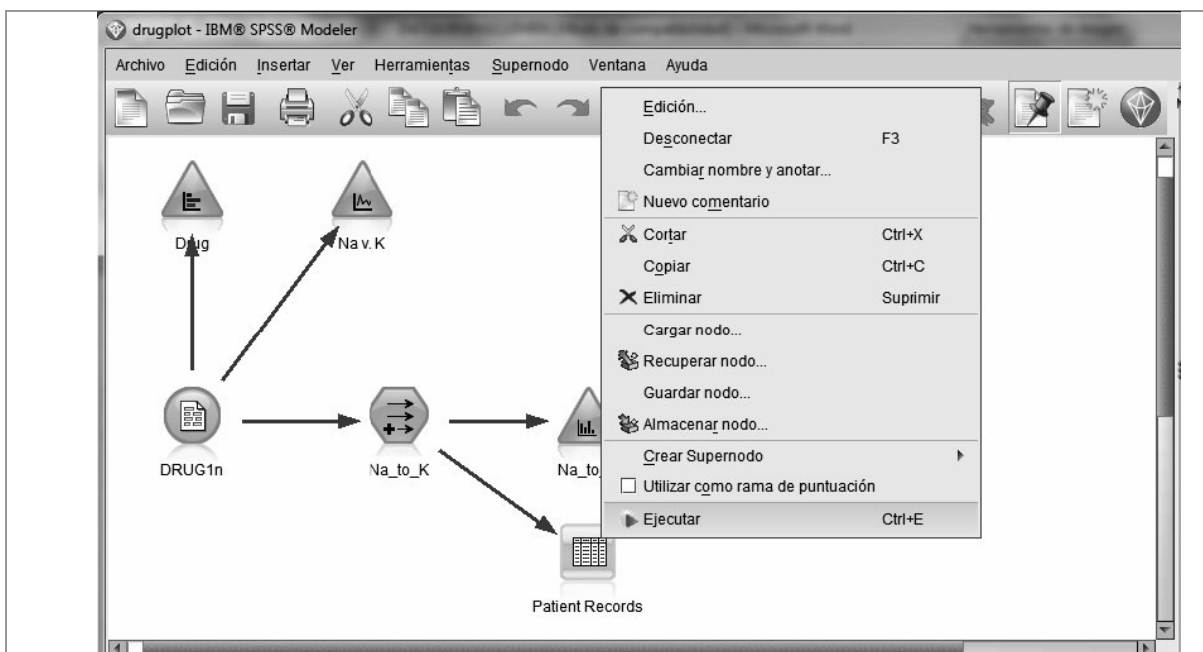 drugplot - IBM® SPSS® Modeler
Archivo Edición Insertar Ver Herramientas Supernodo Ventana Ayuda
Edición...
Desconectar F3
Cambiar nombre y anotar...
Nuevo comentario
Cortar Ctrl+X
Copiar Ctrl+C
Eliminar Suprimir
Cargar nodo...
Recuperar nodo...
Guardar nodo...
Almacenar nodo...
Crear Supernodo
Utilizar como rama de puntuación
Ejecutar Ctrl+E
Drug
Na v. K
DRUG1n
Na_to_K
Na_to_
Patient Records